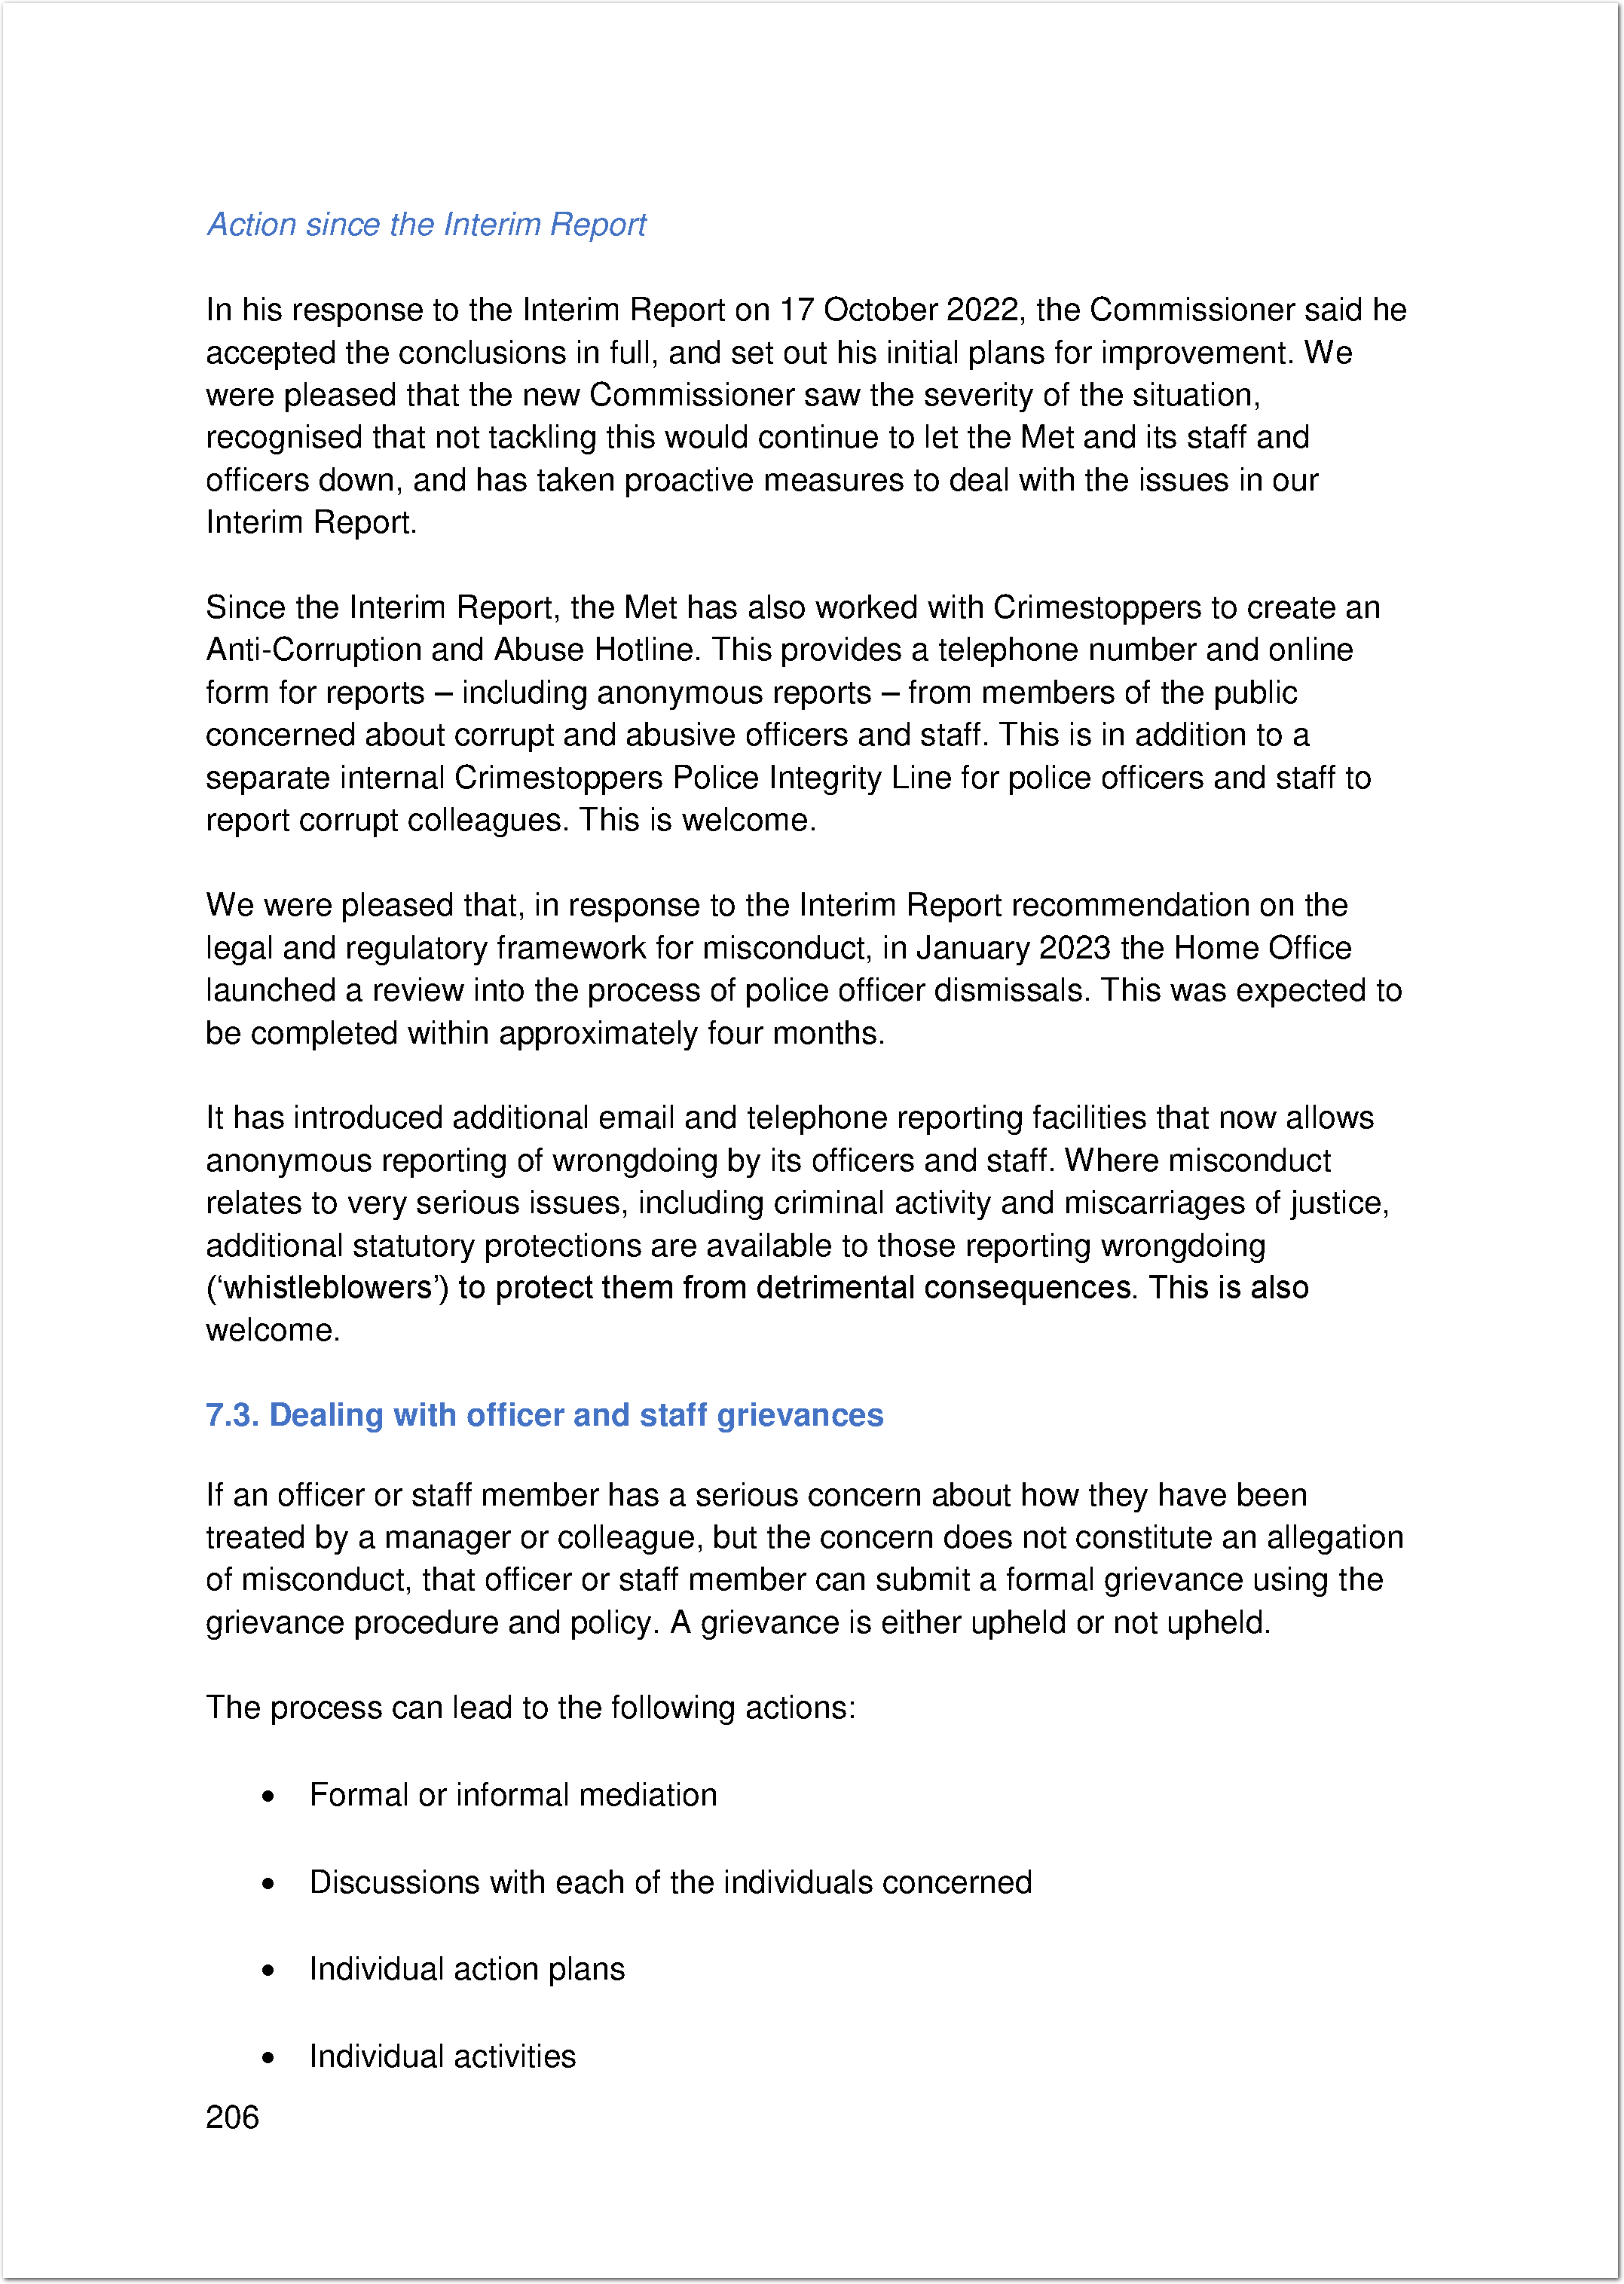 Action since the Interim Report
In his response to the Interim Report on 17 October 2022, the Commissioner said he
accepted the conclusions in full, and set out his initial plans for improvement. We
were pleased that the new Commissioner saw the severity of the situation,
recognised that not tackling this would continue to let the Met and its staff and
officers down, and has taken proactive measures to deal with the issues in our
Interim Report.
Since the Interim Report, the Met has also worked with Crimestoppers to create an
Anti-Corruption and Abuse Hotline. This provides a telephone number and online
form for reports – including anonymous reports – from members of the public
concerned about corrupt and abusive officers and staff. This is in addition to a
separate internal Crimestoppers Police Integrity Line for police officers and staff to
report corrupt colleagues. This is welcome.
We were pleased that, in response to the Interim Report recommendation on the
legal and regulatory framework for misconduct, in January 2023 the Home Office
launched a review into the process of police officer dismissals. This was expected to
be completed within approximately four months.
It has introduced additional email and telephone reporting facilities that now allows
anonymous reporting of wrongdoing by its officers and staff. Where misconduct
relates to very serious issues, including criminal activity and miscarriages of justice,
additional statutory protections are available to those reporting wrongdoing
(‘whistleblowers’) to protect them from detrimental consequences. This is also
welcome.
7.3. Dealing with officer and staff grievances
If an officer or staff member has a serious concern about how they have been
treated by a manager or colleague, but the concern does not constitute an allegation
of misconduct, that officer or staff member can submit a formal grievance using the
grievance procedure and policy. A grievance is either upheld or not upheld.
The process can lead to the following actions:
• Formal or informal mediation
• Discussions with each of the individuals concerned
• Individual action plans
• Individual activities
206